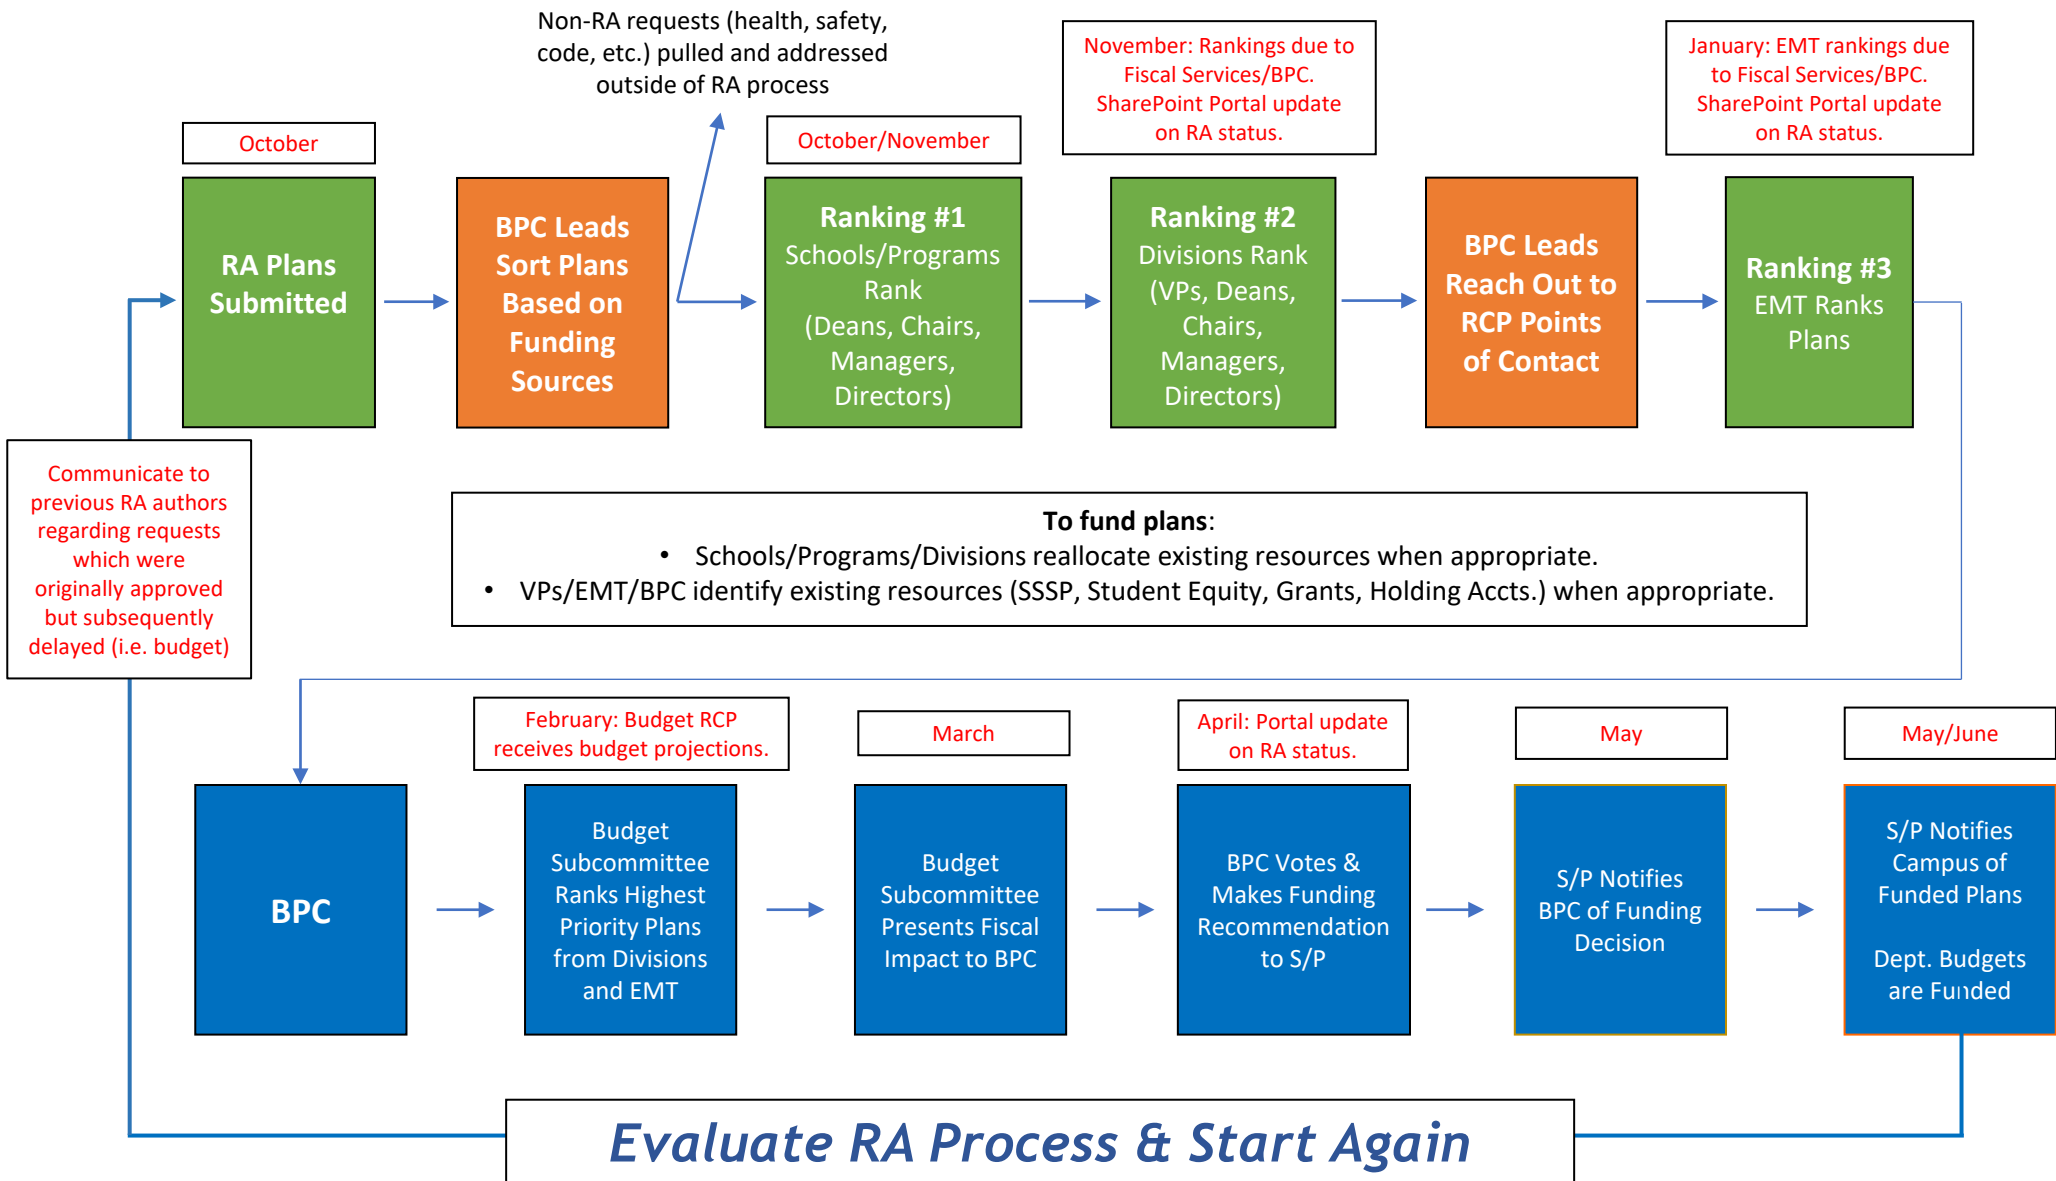 Non-RA requests (health, safety,
code, etc.) pulled and addressed
outside of RA process
November: Rankings due to
Fiscal Services/BPC.
SharePoint Portal update
on RA status.
January: EMT rankings due
to Fiscal Services/BPC.
SharePoint Portal update
on RA status.
October
October/November
RA Plans
Submitted
BPC Leads
Sort Plans
Based on
Funding
Sources
Ranking #1
Schools/Programs
Rank
(Deans, Chairs,
Managers,
Directors)
Ranking #2
Divisions Rank
(VPs, Deans,
Chairs,
Managers,
Directors)
BPC Leads
Reach Out to
RCP Points
of Contact
Ranking #3
EMT Ranks
Plans
Communicate to
previous RA authors
regarding requests
which were
originally approved
but subsequently
delayed (i.e. budget)
To fund plans:
• Schools/Programs/Divisions reallocate existing resources when appropriate.
• VPs/EMT/BPC identify existing resources (SSSP, Student Equity, Grants, Holding Accts.) when appropriate.
February: Budget RCP
receives budget projections.
March
April: Portal update
on RA status.
May
May/June
BPC
Budget
Subcommittee
Ranks Highest
Priority Plans
from Divisions
and EMT
Budget
Subcommittee
Presents Fiscal
Impact to BPC
BPC Votes &
Makes Funding
Recommendation
to S/P
S/P Notifies
BPC of Funding
Decision
S/P Notifies
Campus of
Funded Plans
Dept. Budgets
are Funded
Evaluate RA Process & Start Again